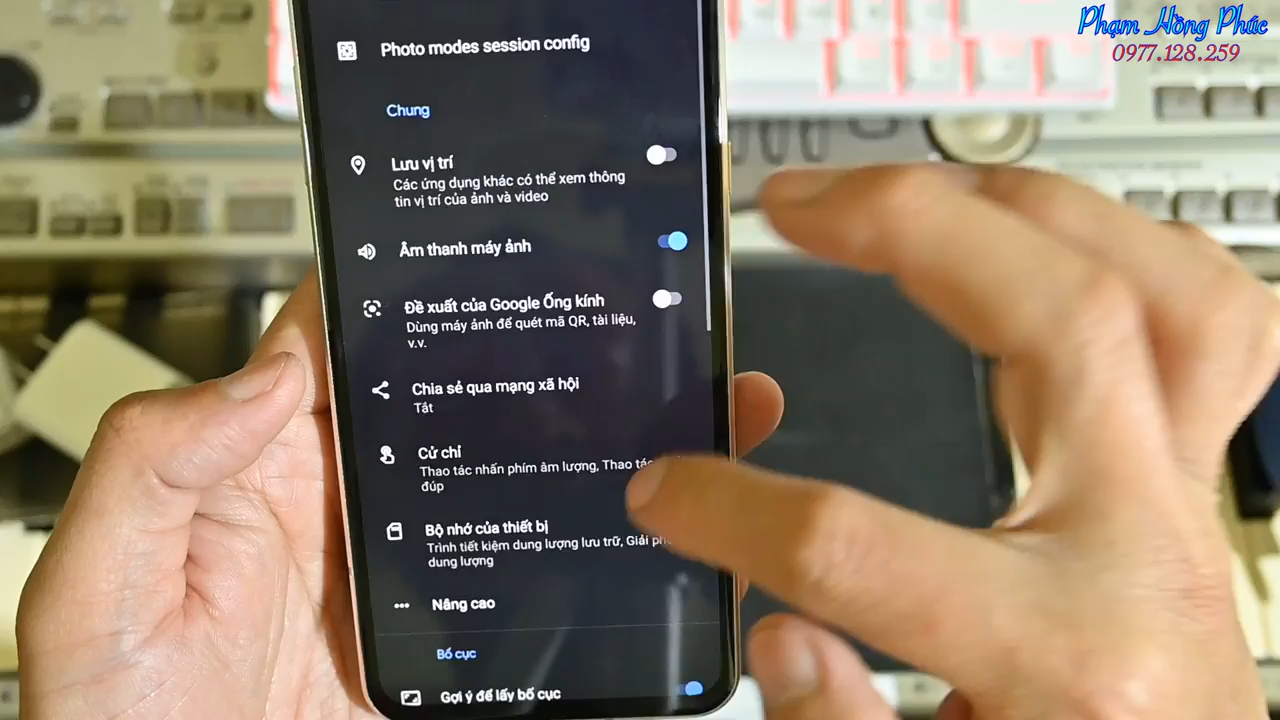 Phạm Hồng Phúc
0977.128.259
Photo modes session config
Chung
Lưu vị trí
Các ứng dụng khác có thể xem thông
tin vị trí của ảnh và video
Âm thanh máy ảnh
Đề xuất của Google Ống kính
Dùng máy ảnh để quét mã QR, tài liệu,
v.v.
Chia sẻ qua mạng xã hội
Tắt
Cử chỉ
Thao tác nhấn phím âm lượng, Thao tác
đúp
Bộ nhớ của thiết bị
Trình tiết kiệm dung lượng lưu trữ, Giải
dung lượng
Nâng cao
Bố cục
Gợi ý để lấy bố cục